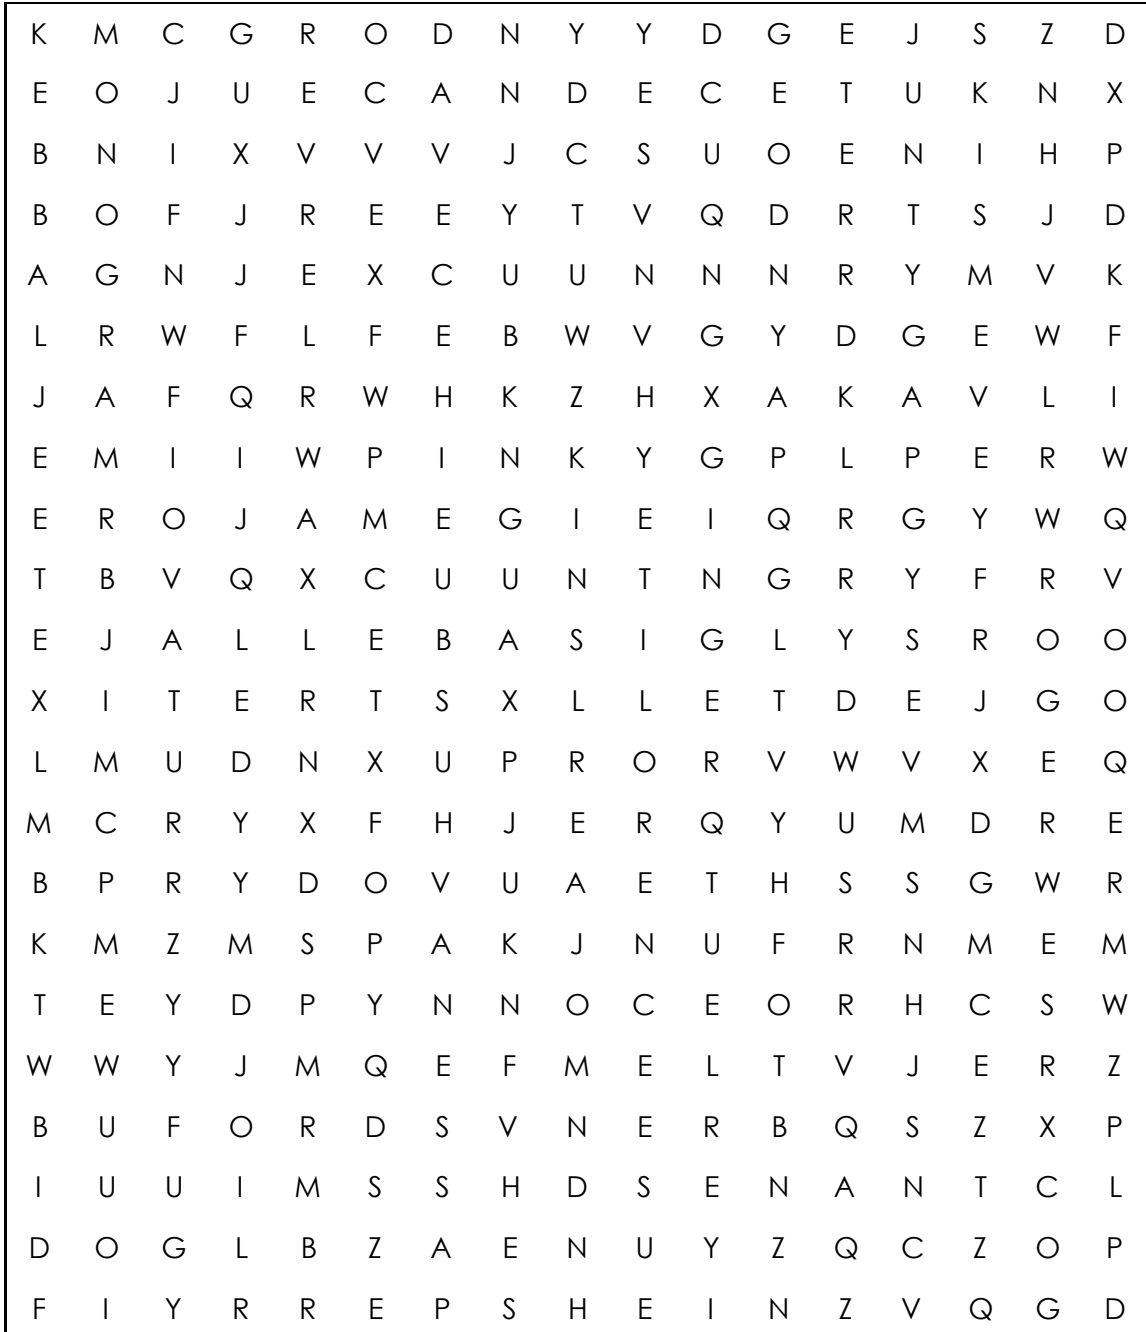 K M C G R O D N Y Y D G E J S Z D
E O J U E C A N D E C E T U K N X
B N I X V V V J C S U O E N I H P
B O F J R E E Y T V Q D R T S J D
A G N J E X C U U N N N R Y M V K
L R W F L F E B W V G Y D G E W F
J A F Q R W H K Z H X A K A V L I
E M I I W P I N K Y G P L P E R W
E R O J A M E G I E I Q R G Y W Q
T B V Q X C U U N T N G R Y F R V
E J A L L E B A S I G L Y S R O O
X I T E R T S X L L E T D E J G O
L M U D N X U P R O R V W V X E Q
M C R Y X F H J E R Q Y U M D R E
B P R Y D O V U A E T H S S G W R
K M Z M S P A K J N U F R N M E M
T E Y D P Y N N O C E O R H C S W
W W Y J M Q E F M E L T V J E R Z
B U F O R D S V N E R B Q S Z X P
I U U I M S S H D S E N A N T C L
D O G L B Z A E N U Y Z Q C Z O P
F I Y R R E P S H E I N Z V Q G D